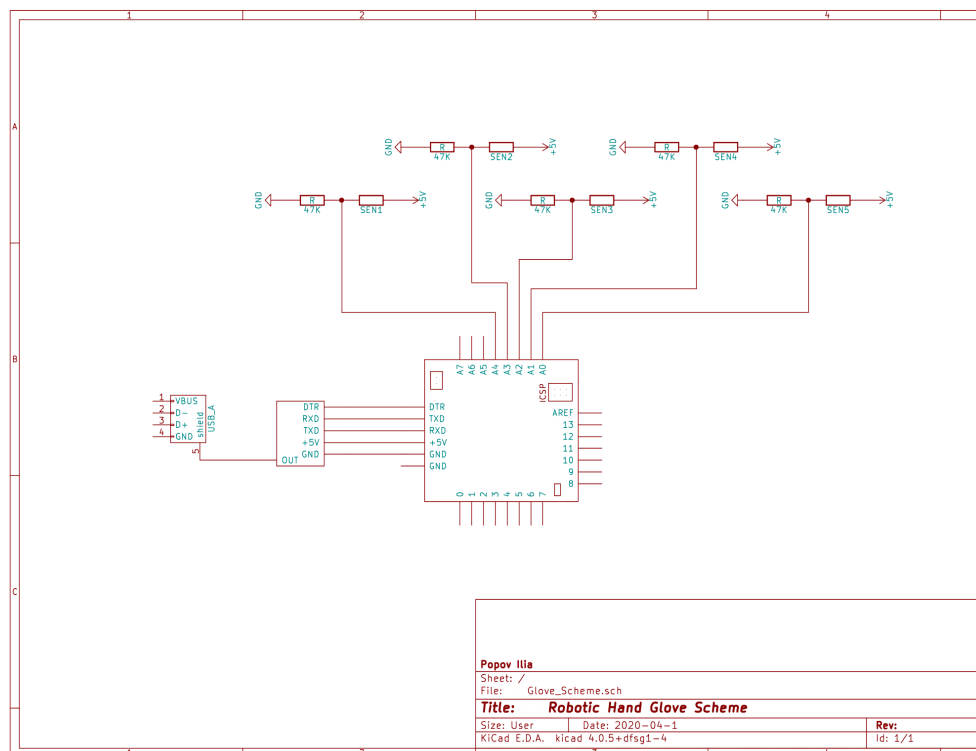 1 2 3 4
A
GND R 47K SEN2 +5V
GND R 47K SEN4 +5V
GND R 47K SEN1 +5V
GND R 47K SEN3 +5V
GND R 47K SEN5 +5V
B
A7 A6 A5 A4 A3 A2 A1 A0
ICSP
1 VBUS
2 D-
3 D+
4 GND
shield
USB_A
5
DTR
RXD
TXD
+5V
GND
OUT
DTR
TXD
RXD
+5V
GND
GND
AREF
13
12
11
10
9
8
0 1 2 3 4 5 6 7
C
Popov Ilia
Sheet: /
File: Glove_Scheme.sch
Title: Robotic Hand Glove Scheme
Size: User Date: 2020-04-1 Rev:
KiCad E.D.A. kicad 4.0.5+dfsg1-4 Id: 1/1